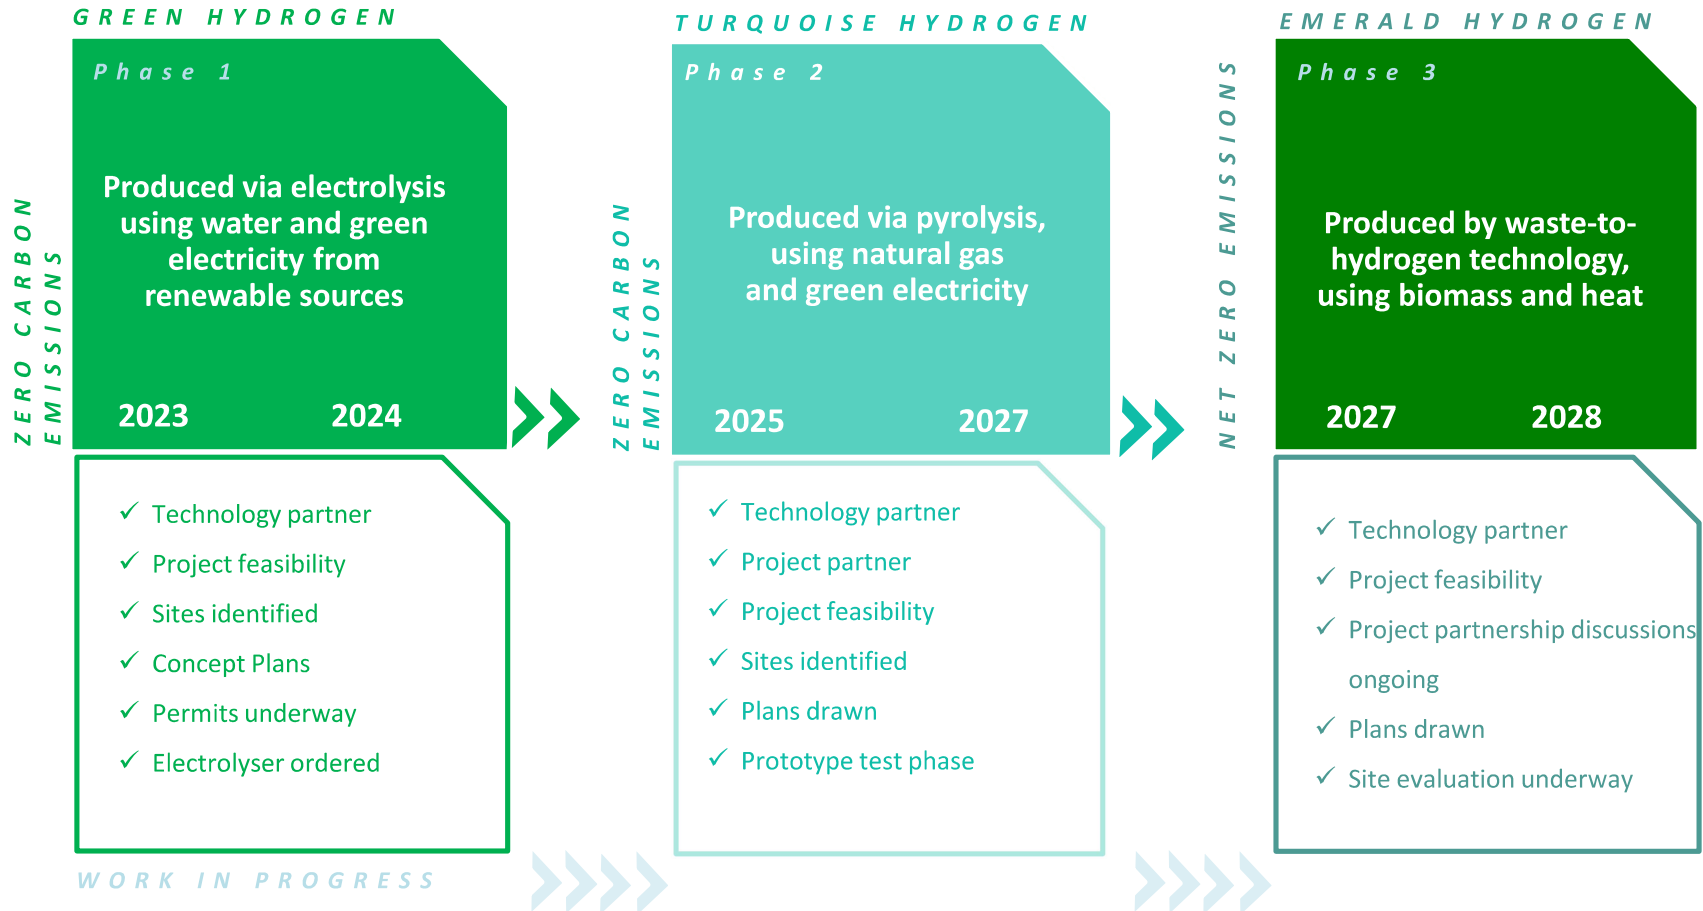 GREEN HYDROGEN
Phase 1
ZERO CARBON
EMISSIONS
Produced via electrolysis
using water and green
electricity from
renewable sources
2023 2024
Technology partner
Project feasibility
Sites identified
Concept Plans
Permits underway
Electrolyser ordered
WORK IN PROGRESS
TURQUOISE HYDROGEN
Phase 2
ZERO CARBON
EMISSIONS
Produced via pyrolysis,
using natural gas
and green electricity
2025 2027
Technology partner
Project partner
Project feasibility
Sites identified
Plans drawn
Prototype test phase
EMERALD HYDROGEN
Phase 3
NET ZERO EMISSIONS
Produced by waste-to-
hydrogen technology,
using biomass and heat
2027 2028
Technology partner
Project feasibility
Project partnership discussions
ongoing
Plans drawn
Site evaluation underway